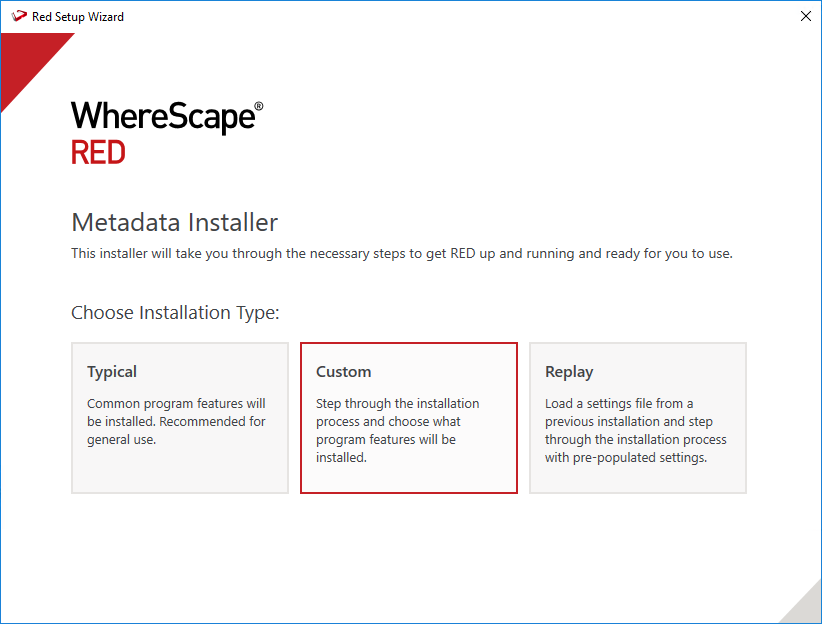 Red Setup Wizard
WhereScape®
RED
Metadata Installer
This installer will take you through the necessary steps to get RED up and running and ready for you to use.
Choose Installation Type:
Typical
Common program features will
be installed. Recommended for
general use.
Custom
Step through the installation
process and choose what
program features will be
installed.
Replay
Load a settings file from a
previous installation and step
through the installation process
with pre-populated settings.